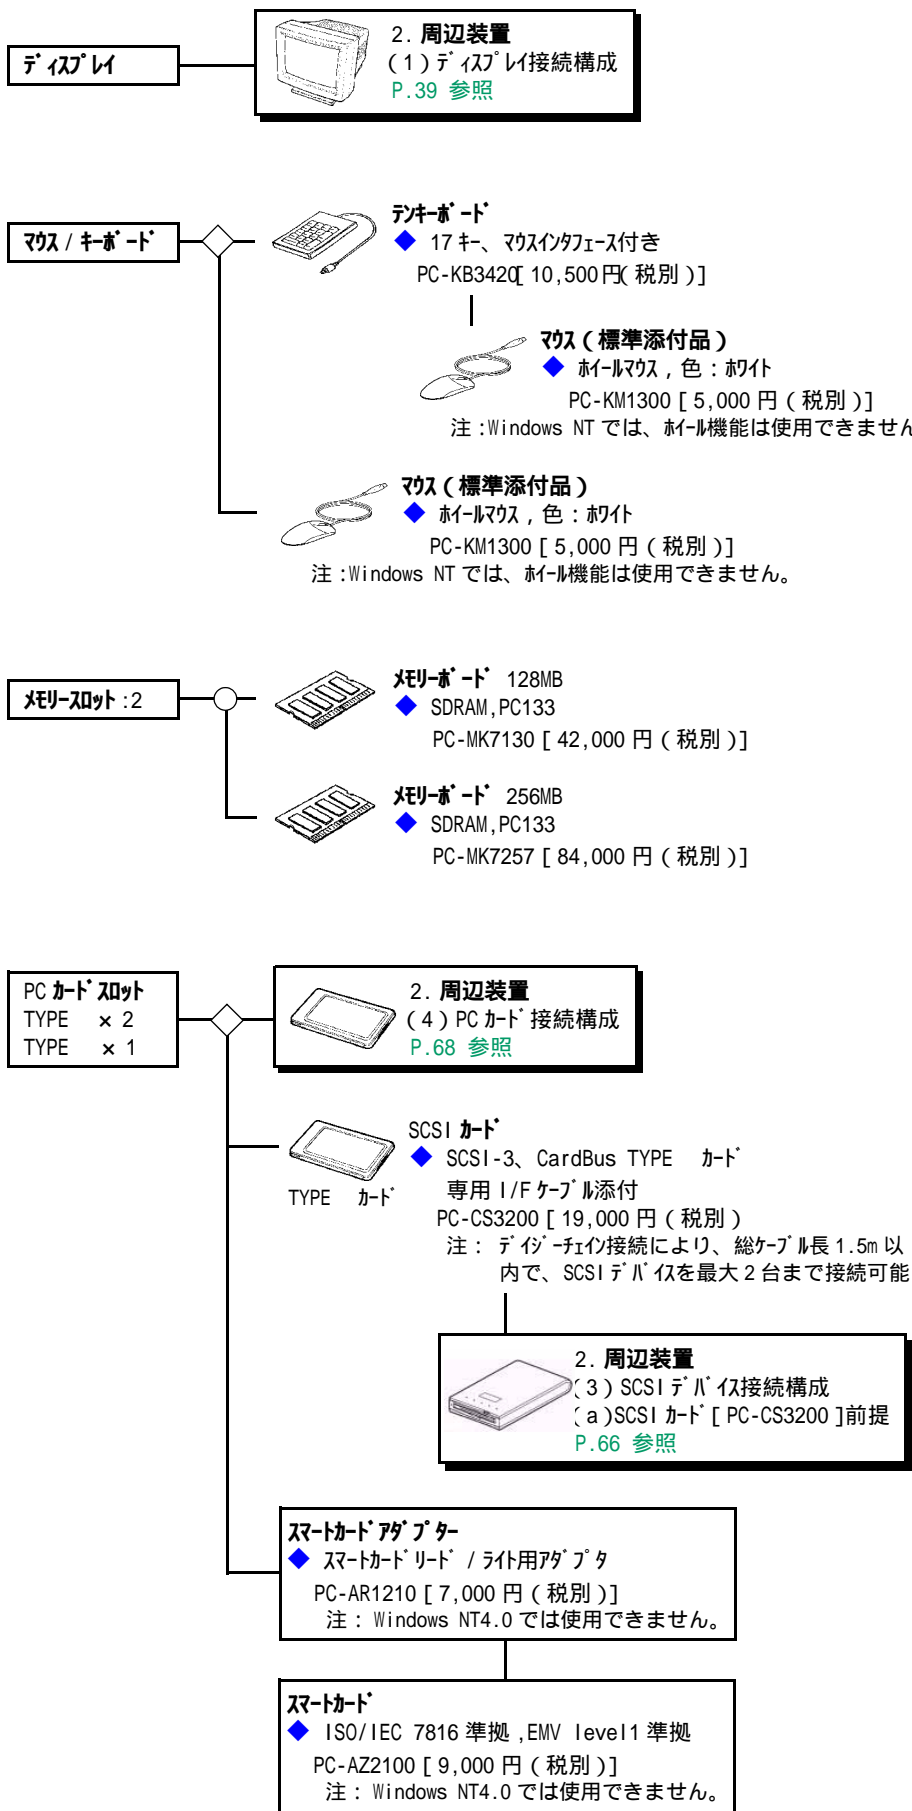 ﾃﾞｨｽﾌﾟﾚｲ
2. 周辺装置
(1)ﾃﾞｨｽﾌﾟﾚｲ接続構成
P.39 参照
ﾏｳｽ / ｷｰﾎﾞｰﾄﾞ
ﾃﾝｷｰﾎﾞｰﾄﾞ
◆ 17 ｷｰ、ﾏｳｽｲﾝﾀﾌｪｰｽ付き
PC-KB3420[ 10,500 円( 税別 )]
ﾏｳｽ ( 標準添付品 )
◆ ﾎｲｰﾙﾏｳｽ , 色 : ﾎﾜｲﾄ
PC-KM1300 [ 5,000 円 ( 税別 )]
注 :Windows NT では、ﾎｲｰﾙ機能は使用できません
ﾏｳｽ ( 標準添付品 )
◆ ﾎｲｰﾙﾏｳｽ , 色 : ﾎﾜｲﾄ
PC-KM1300 [ 5,000 円 ( 税別 )]
注 :Windows NT では、ﾎｲｰﾙ機能は使用できません。
ﾒﾓﾘｰｽﾛｯﾄ :2
ﾒﾓﾘｰﾎﾞｰﾄﾞ 128MB
◆ SDRAM,PC133
PC-MK7130 [ 42,000 円 ( 税別 )]
ﾒﾓﾘｰﾎﾞｰﾄﾞ 256MB
◆ SDRAM,PC133
PC-MK7257 [ 84,000 円 ( 税別 )]
PC ｶｰﾄﾞｽﾛｯﾄ
TYPE × 2
TYPE × 1
2. 周辺装置
(4) PC ｶｰﾄﾞ接続構成
P.68 参照
TYPE ｶｰﾄﾞ
SCSI ｶｰﾄﾞ
◆ SCSI-3、CardBus TYPE ｶｰﾄﾞ
専用 I/F ｹｰﾌﾞﾙ添付
PC-CS3200 [ 19,000 円 ( 税別 )
注 : ﾃﾞｲｼﾞｰﾁｪｲﾝ接続により、総ｹｰﾌﾞﾙ長 1.5m 以
内で、SCSI ﾃﾞﾊﾞｲｽを最大 2 台まで接続可能
2. 周辺装置
(3) SCSI ﾃﾞﾊﾞｲｽ接続構成
(a)SCSI ｶｰﾄﾞ [ PC-CS3200 ]前提
P.66 参照
ｽﾏｰﾄｶｰﾄﾞｱﾀﾞﾌﾟﾀｰ
◆ ｽﾏｰﾄｶｰﾄﾞﾘｰﾄﾞ / ﾗｲﾄ用ｱﾀﾞﾌﾟﾀ
PC-AR1210 [ 7,000 円 ( 税別 )]
注 : Windows NT4.0 では使用できません。
ｽﾏｰﾄｶｰﾄﾞ
◆ ISO/IEC 7816 準拠 ,EMV level1 準拠
PC-AZ2100 [ 9,000 円 ( 税別 )]
注 : Windows NT4.0 では使用できません。